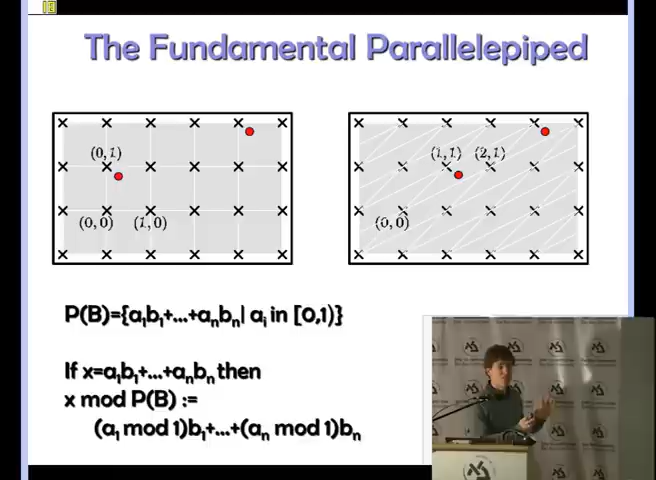 The Fundamental Parallelepiped
(0,1)
(0,0) (1,0)
(1,1) (2,1)
(0,0)
P(B)={a₁b₁+...+aₙbₙ| aᵢ in [0,1)}
If x=a₁b₁+...+aₙbₙ then
x mod P(B) :=
(a₁ mod 1)b₁+...+(aₙ mod 1)bₙ